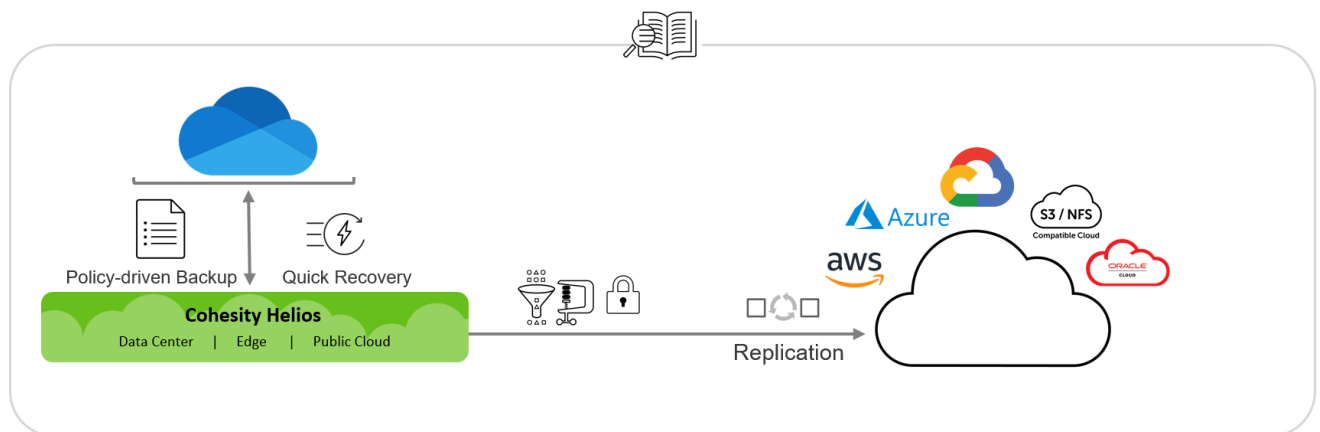 Policy-driven Backup
Quick Recovery
Cohesity Helios
Data Center | Edge | Public Cloud
Replication
aws
Azure
S3 / NFS
Compatible Cloud
ORACLE
CLOUD